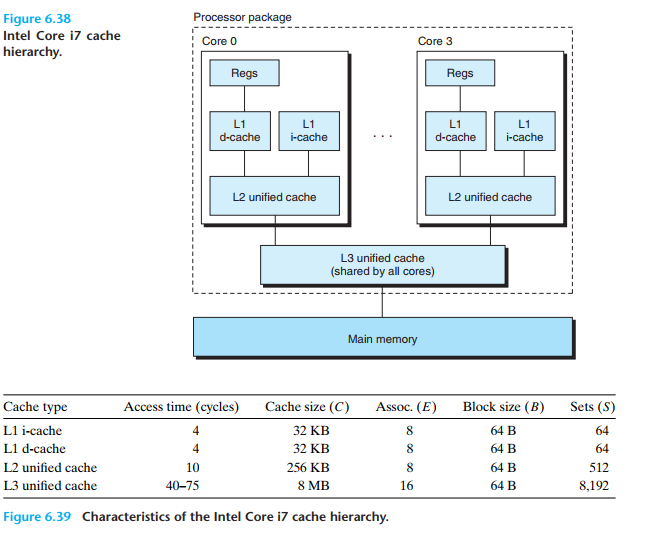 Figure 6.38
Intel Core i7 cache
hierarchy.
Processor package
Core 0
Core 3
Regs
Regs
L1
d-cache
L1
i-cache
. . .
L1
d-cache
L1
i-cache
L2 unified cache
L2 unified cache
L3 unified cache
(shared by all cores)
Main memory
Cache type Access time (cycles) Cache size (C) Assoc. (E) Block size (B) Sets (S)
L1 i-cache 4 32 KB 8 64 B 64
L1 d-cache 4 32 KB 8 64 B 64
L2 unified cache 10 256 KB 8 64 B 512
L3 unified cache 40–75 8 MB 16 64 B 8,192
Figure 6.39 Characteristics of the Intel Core i7 cache hierarchy.